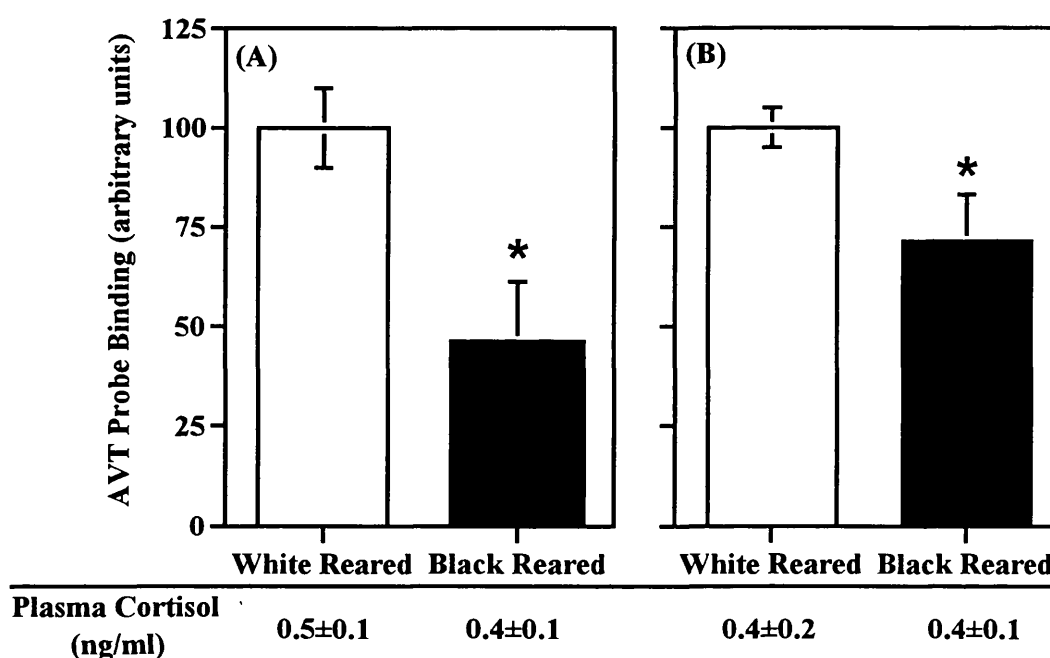 125
100
75
50
25
0
AVT Probe Binding (arbitrary units)
(A)
*
(B)
*
White Reared Black Reared White Reared Black Reared
Plasma Cortisol
(ng/ml)
0.5±0.1 0.4±0.1 0.4±0.2 0.4±0.1